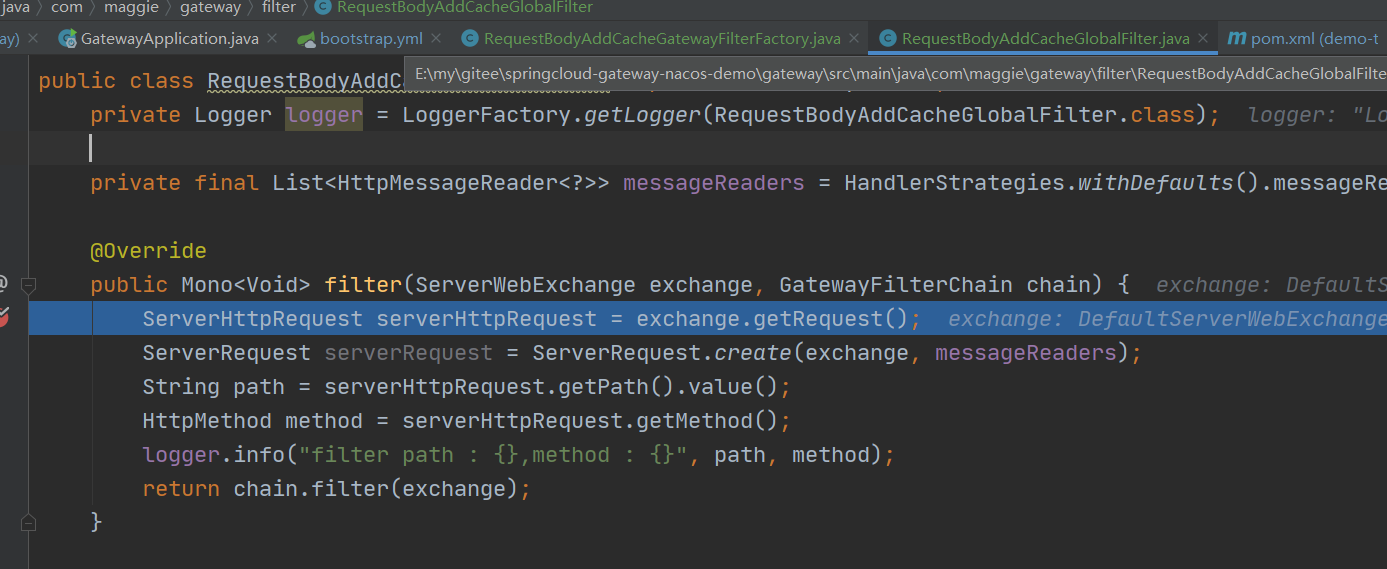 java / com / maggie / gateway / filter / RequestBodyAddCacheGlobalFilter
ay) GatewayApplication.java bootstrap.yml RequestBodyAddCacheGatewayFilterFactory.java RequestBodyAddCacheGlobalFilter.java pom.xml (demo-t
public class RequestBodyAddC
E:\my\gitee\springcloud-gateway-nacos-demo\gateway\src\main\java\com\maggie\gateway\filter\RequestBodyAddCacheGlobalFilte
private Logger logger = LoggerFactory.getLogger(RequestBodyAddCacheGlobalFilter.class); logger: "Lo
private final List<HttpMessageReader<?>> messageReaders = HandlerStrategies.withDefaults().messageRe
@Override
public Mono<Void> filter(ServerWebExchange exchange, GatewayFilterChain chain) { exchange: DefaultS
ServerHttpRequest serverHttpRequest = exchange.getRequest(); exchange: DefaultServerWebExchange
ServerRequest serverRequest = ServerRequest.create(exchange, messageReaders);
String path = serverHttpRequest.getPath().value();
HttpMethod method = serverHttpRequest.getMethod();
logger.info("filter path : {},method : {}", path, method);
return chain.filter(exchange);
}